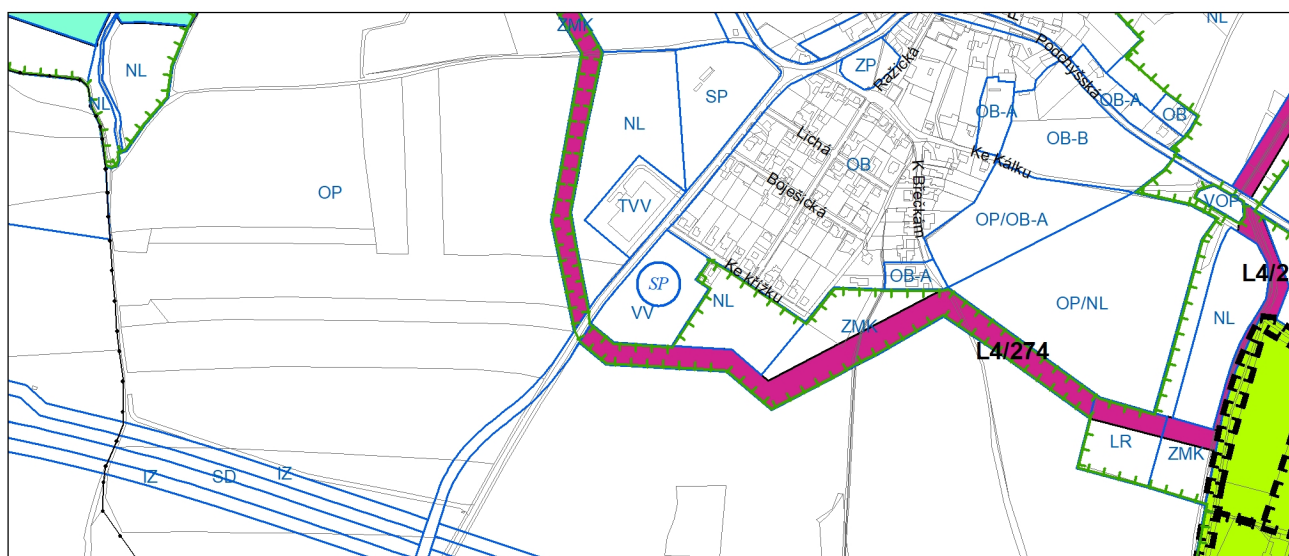 ZMK
NL
NL
NL
SP
ZP
Ražická
Podchýšská
NL
OB-A
OB-A
OB
OB-B
Lichá
OB
Ke Kálku
K Břečkám
Boješická
OP
TVV
OP/OB-A
VOP
Ke křížku
OB-A
SP
VV
NL
ZMK
OP/NL
NL
L4/2
L4/274
LR
ZMK
IZ
SD
IZ